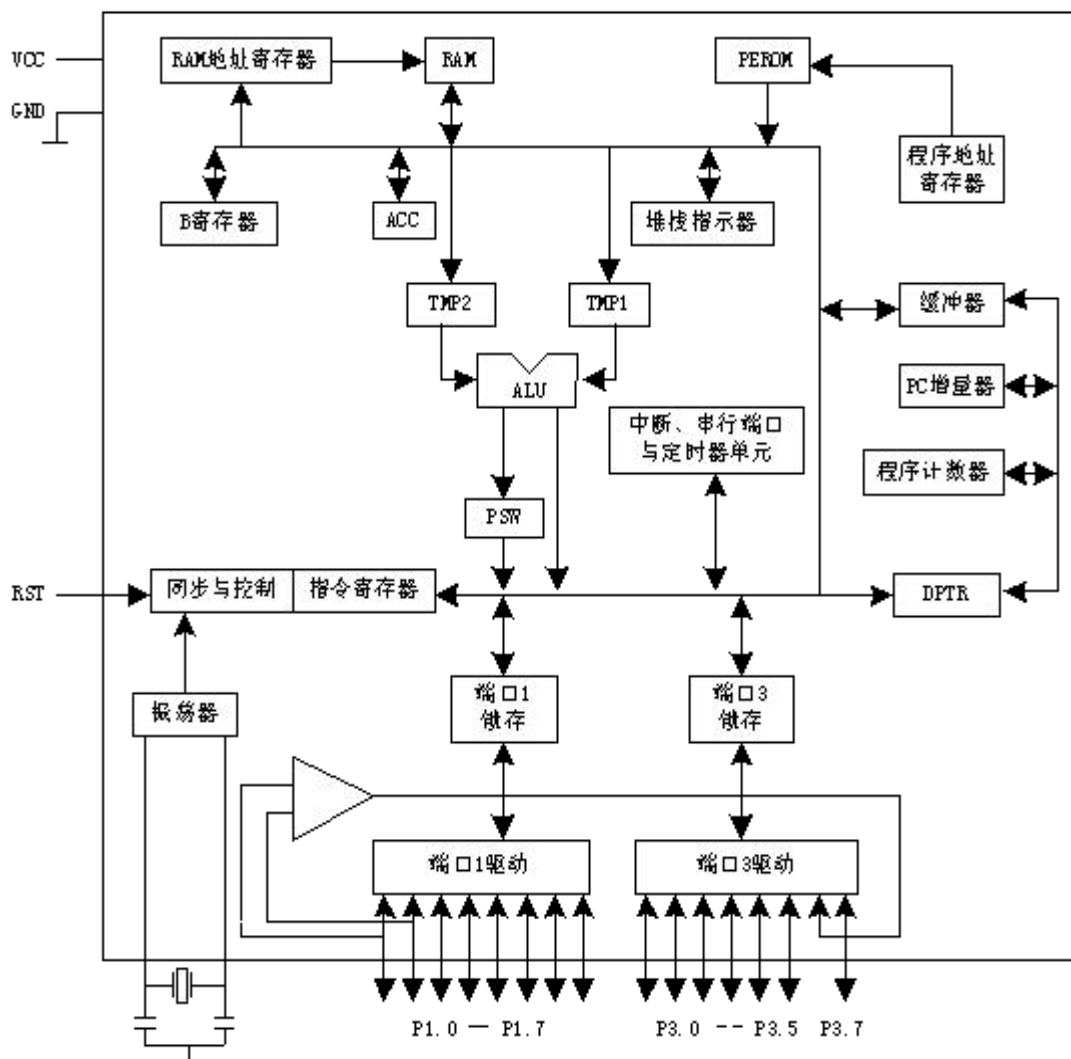 VCC
RAM地址寄存器
RAM
PEROM
GND
程序地址
寄存器
B寄存器
ACC
堆栈指示器
TMP2
TMP1
缓冲器
ALU
PC增量器
中断、串行端口
与定时器单元
程序计数器
PSW
RST
同步与控制
指令寄存器
DPTR
端口1
端口3
振荡器
端口1驱动
端口3驱动
P1.0 — P1.7
P3.0 -- P3.5 P3.7